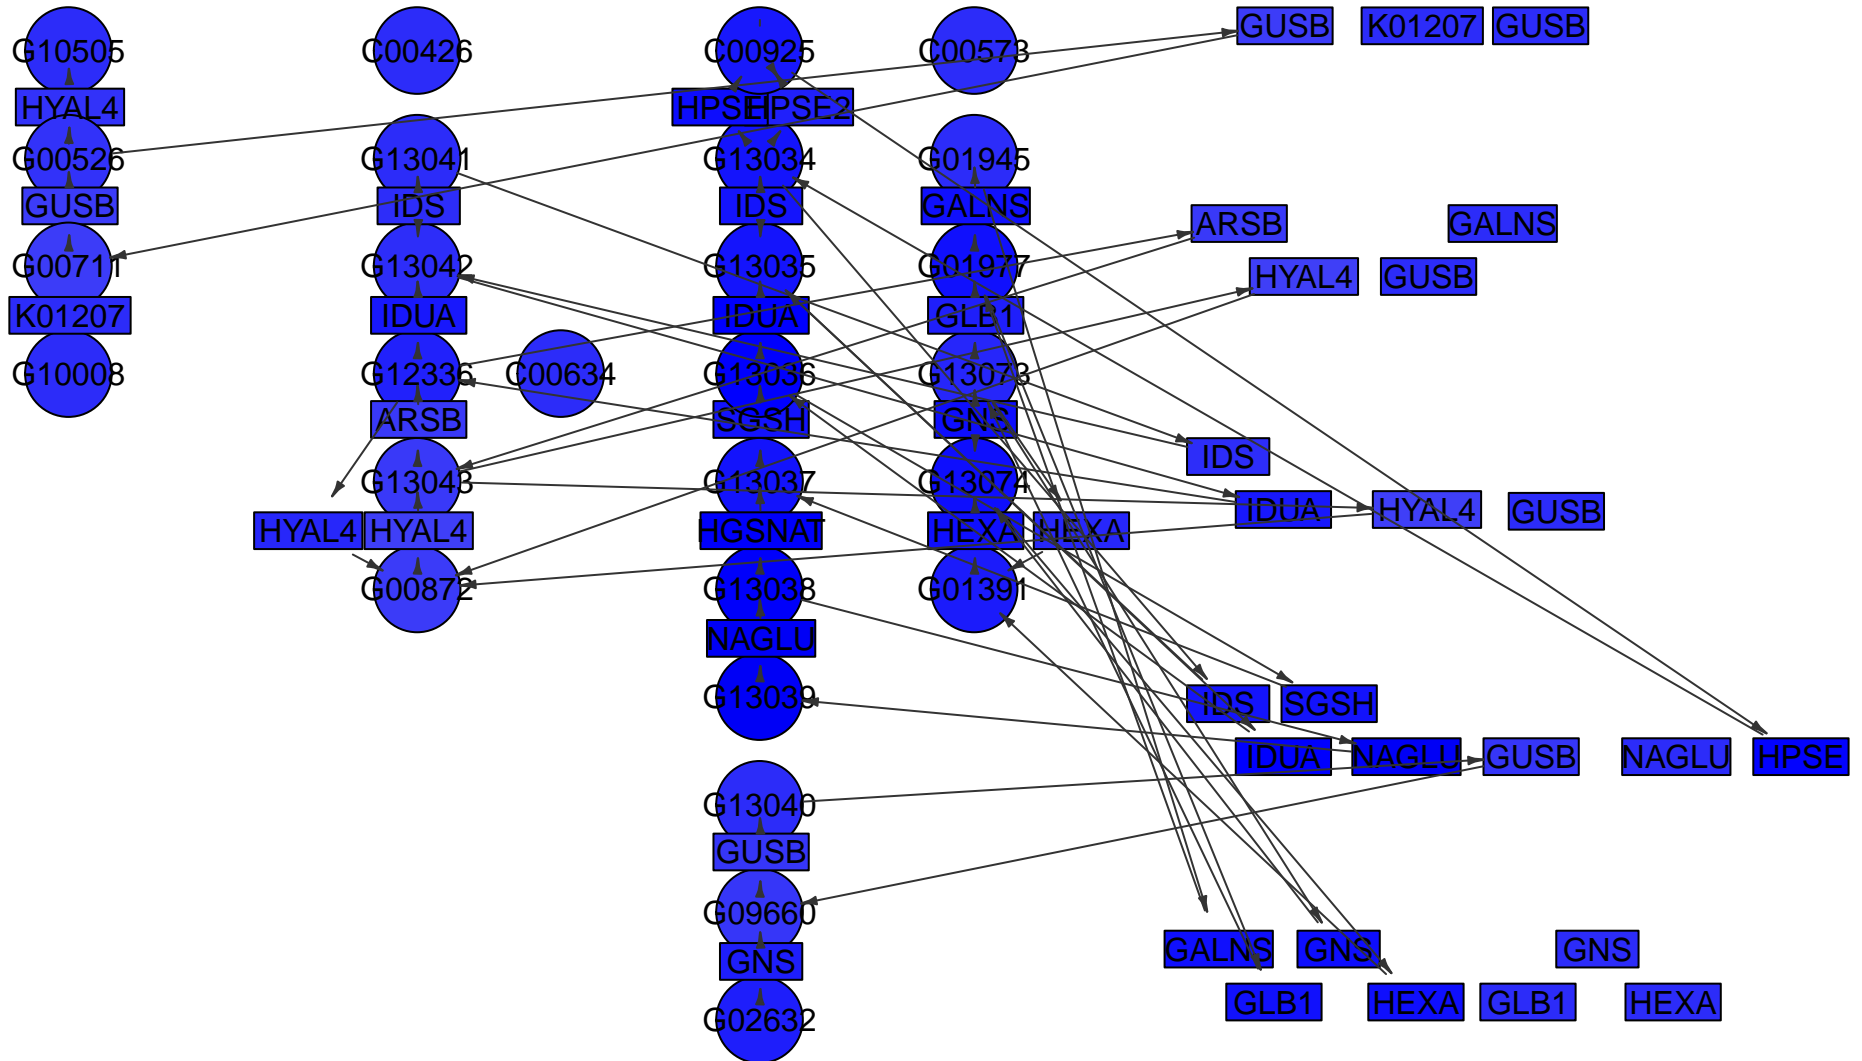 G10505 C00426 C00925 C00573 GUSB K01207 GUSB
HYAL4 HPSE HPSE2
G00526 G13041 G13034 G01945
GUSB IDS IDS GALNS ARSB GALNS
G00711 G13042 G13035 G01977 HYAL4 GUSB
K01207 IDUA IDUA GLB1
G10008 G12336 C00634 G13036 G13073
ARSB SGSH GNS IDS
G13043 G13037 G13074 IDUA HYAL4 GUSB
HYAL4 HYAL4 HGSNAT HEXA HEXA
G00872 G13038 G01391
NAGLU
G13039 IDS SGSH
IDUA NAGLU GUSB NAGLU HPSE
G13040
GUSB
G09660
GNS GALNS GNS GNS
G02632 GLB1 HEXA GLB1 HEXA